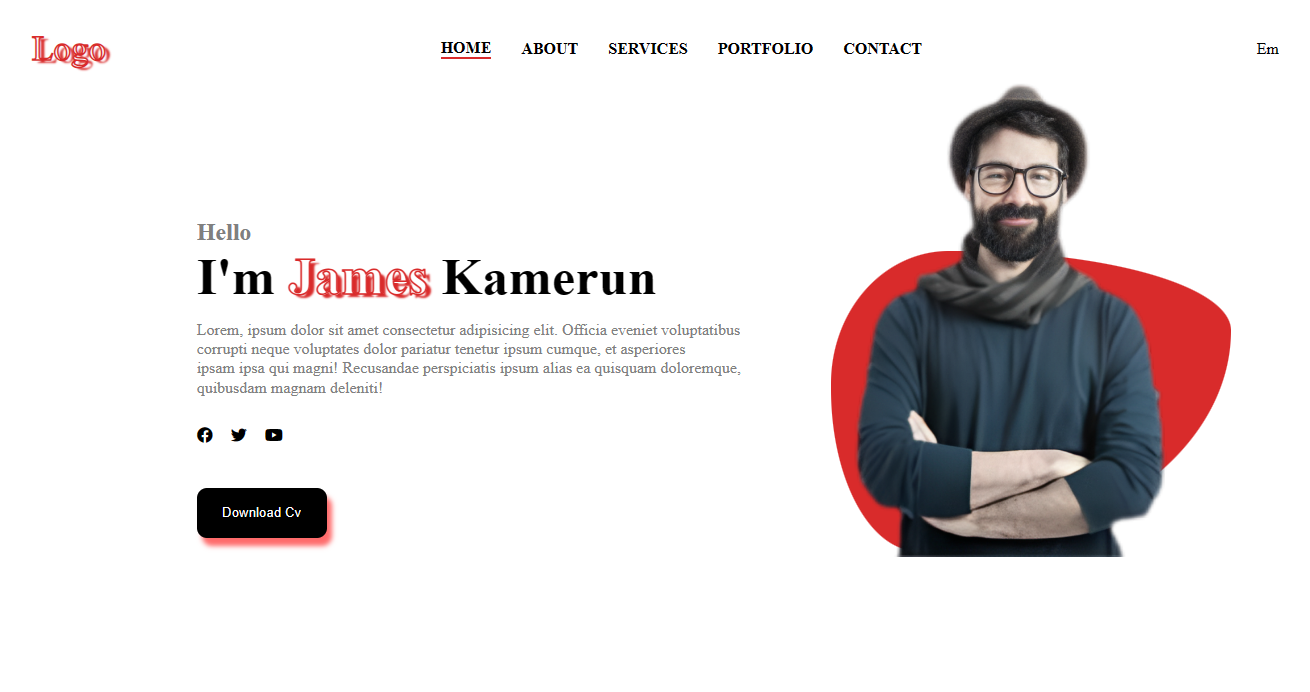 Logo
HOME ABOUT SERVICES PORTFOLIO CONTACT
Em
Hello
I'm James Kamerun
Lorem, ipsum dolor sit amet consectetur adipisicing elit. Officia eveniet voluptatibus
corrupti neque voluptates dolor pariatur tenetur ipsum cumque, et asperiores
ipsam ipsa qui magni! Recusandae perspiciatis ipsum alias ea quisquam doloremque,
quibusdam magnam deleniti!
Download Cv